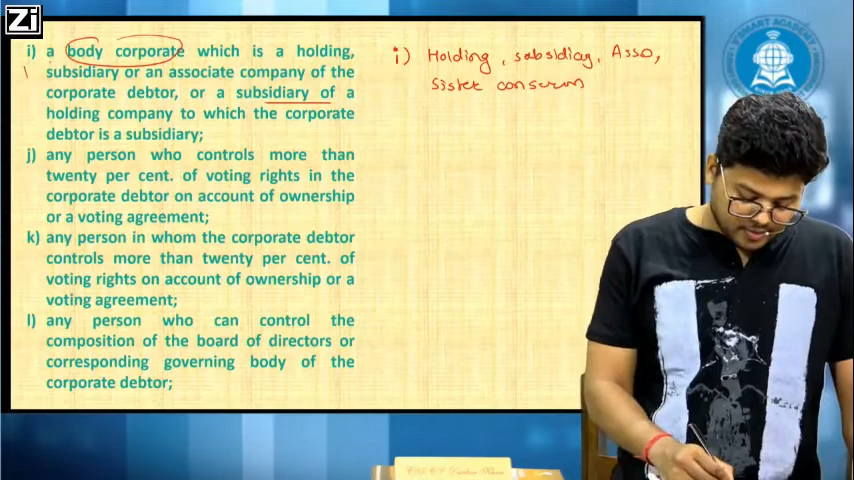 Zi
i) a body corporate which is a holding,
subsidiary or an associate company of the
corporate debtor, or a subsidiary of a
holding company to which the corporate
debtor is a subsidiary;
j) any person who controls more than
twenty per cent. of voting rights in the
corporate debtor on account of ownership
or a voting agreement;
k) any person in whom the corporate debtor
controls more than twenty per cent. of
voting rights on account of ownership or a
voting agreement;
l) any person who can control the
composition of the board of directors or
corresponding governing body of the
corporate debtor;
i) Holding, subsidiary, Asso,
Sister conserum